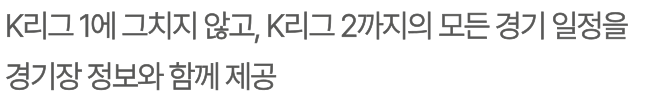 K리그 1에 그치지 않고, K리그 2까지의 모든 경기 일정을
경기장 정보와 함께 제공